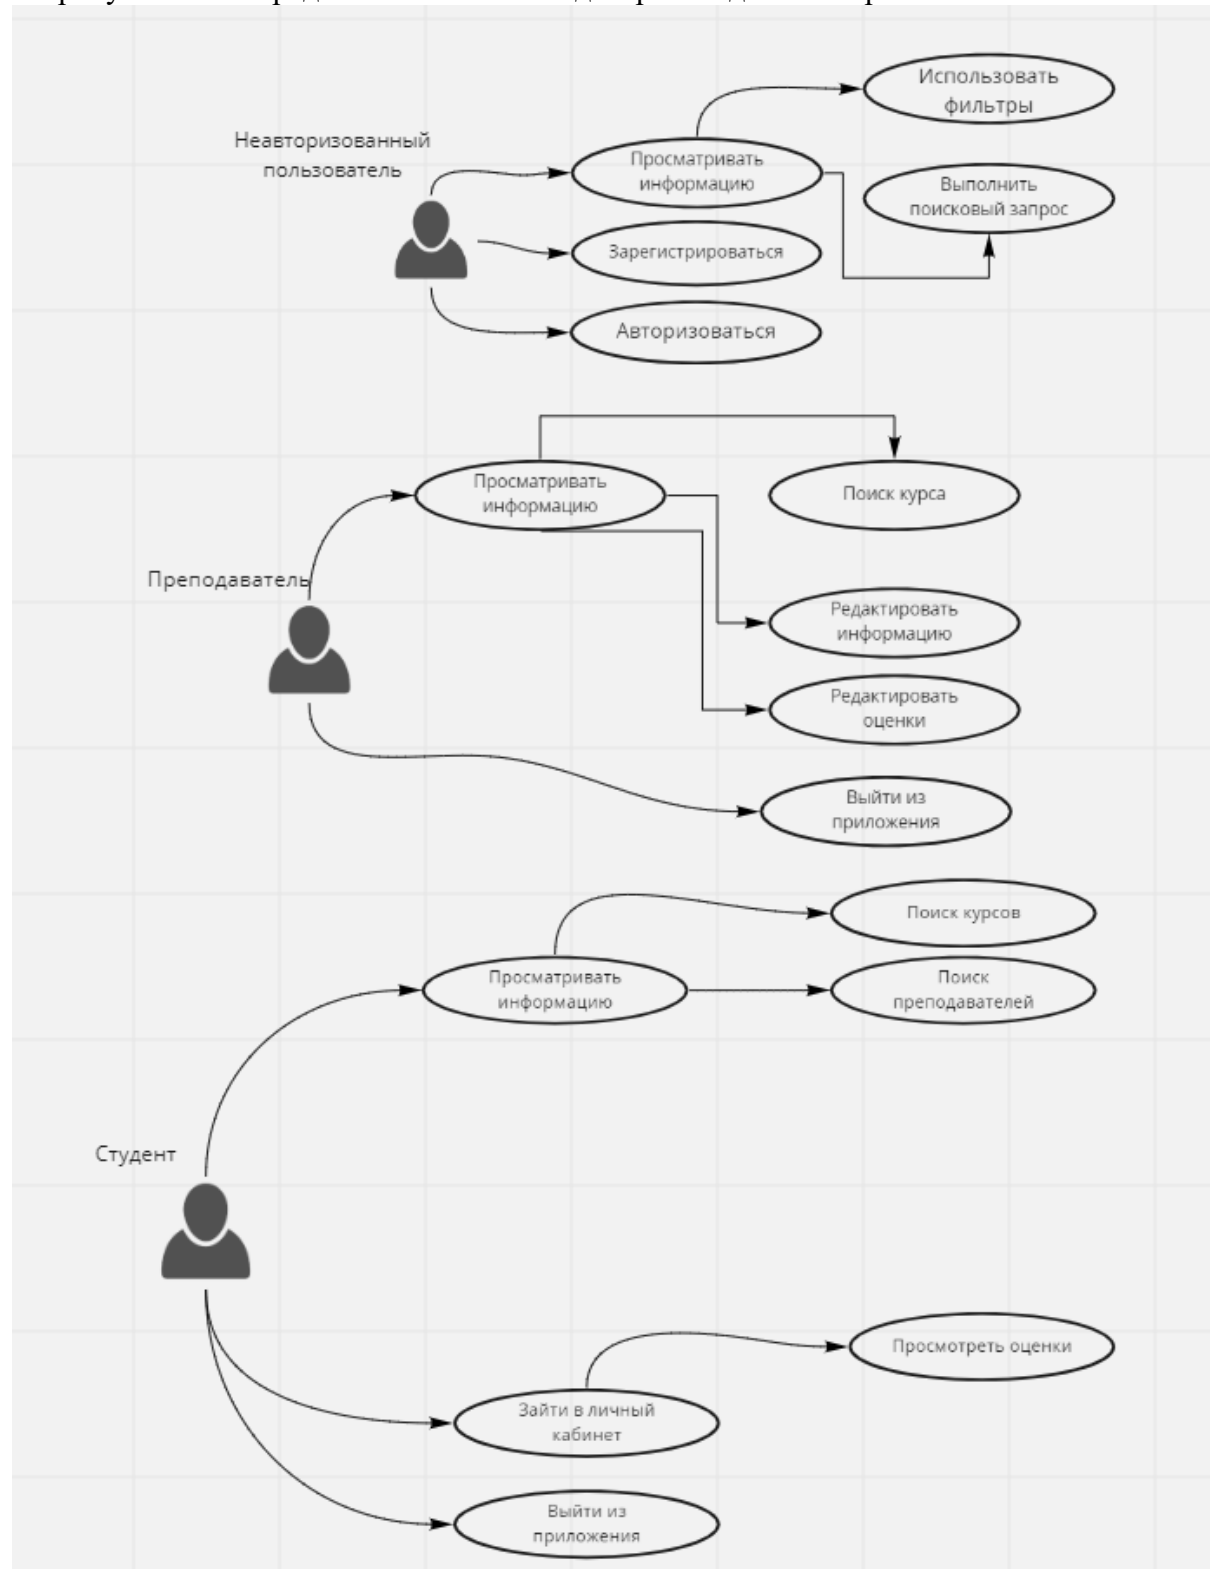 Использовать
фильтры
Неавторизованный
пользователь
Просматривать
информацию
Выполнить
поисковый запрос
Зарегистрироваться
Авторизоваться
Просматривать
информацию
Поиск курса
Преподаватель
Редактировать
информацию
Редактировать
оценки
Выйти из
приложения
Поиск курсов
Просматривать
информацию
Поиск
преподавателей
Студент
Просмотреть оценки
Зайти в личный
кабинет
Выйти из
приложения